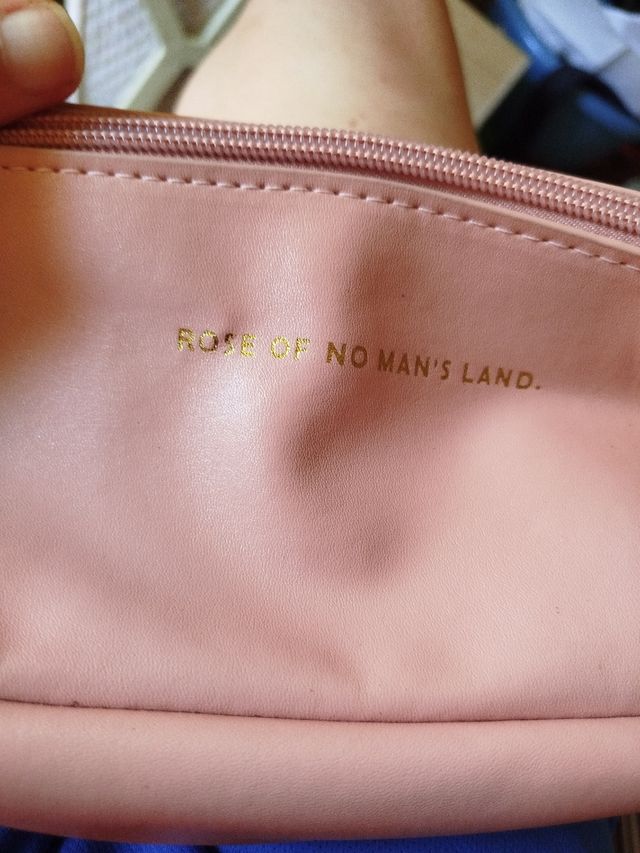 ROSE OF NO MAN'S LAND.